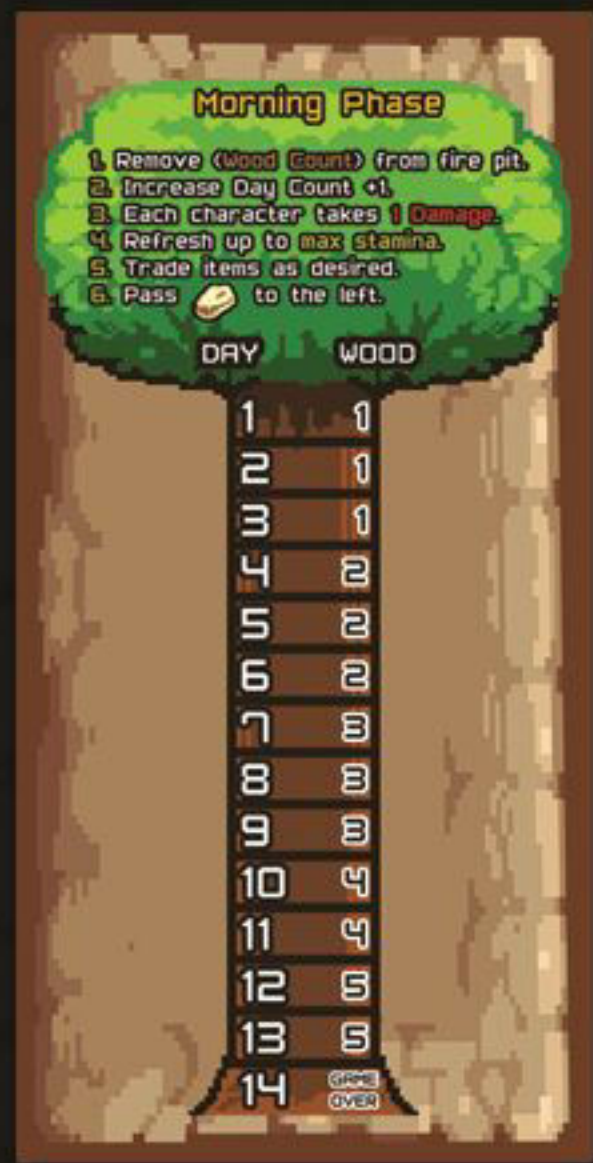 Morning Phase
1. Remove (Wood Count) from fire pit.
2. Increase Day Count +1.
3. Each character takes 1 Damage.
4. Refresh up to max stamina.
5. Trade items as desired.
6. Pass to the left.
DAY WOOD
1 1
2 1
3 1
4 2
5 2
6 2
7 3
8 3
9 3
10 4
11 4
12 5
13 5
14 GAME OVER